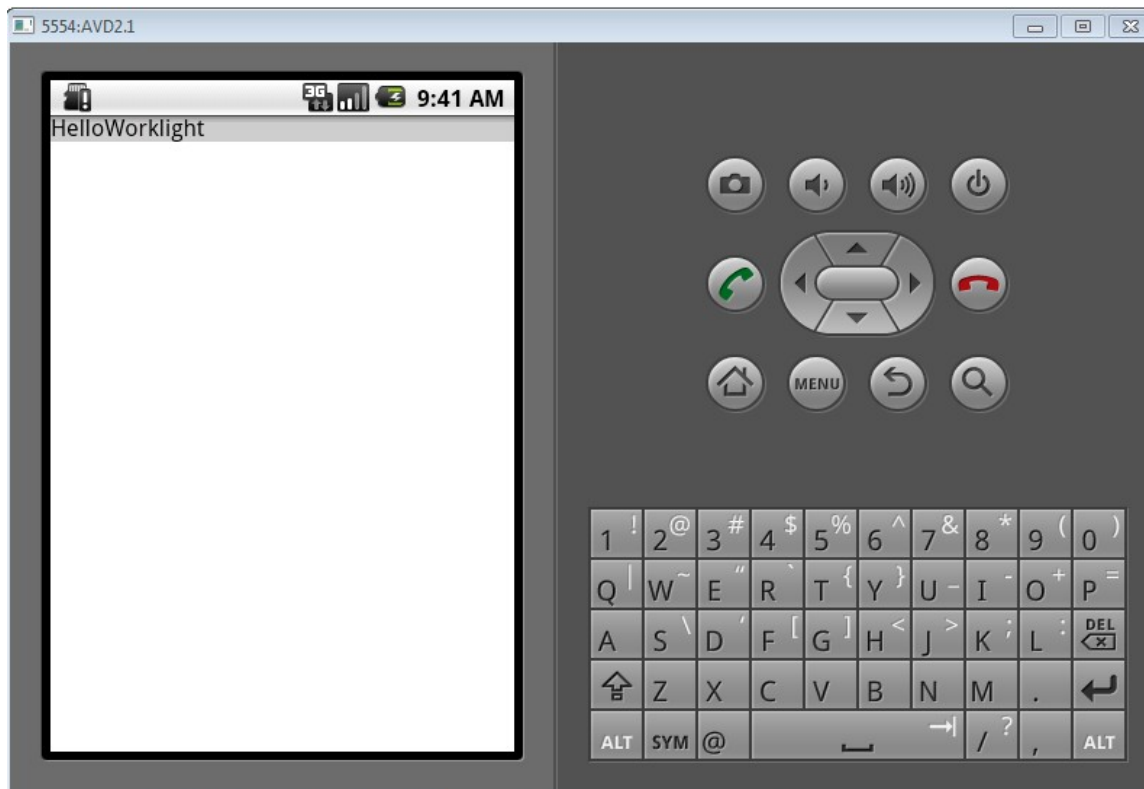 5554:AVD2.1
3G 9:41 AM
HelloWorklight
MENU
1 ! 2 @ 3 # 4 $ 5 % 6 ^ 7 & 8 * 9 ( 0 )
Q | W ~ E " R ` T { Y } U _ I - O + P =
A S \ D ' F [ G ] H < J > K ; L : DEL
Z X C V B N M .
ALT SYM @ / ? , ALT